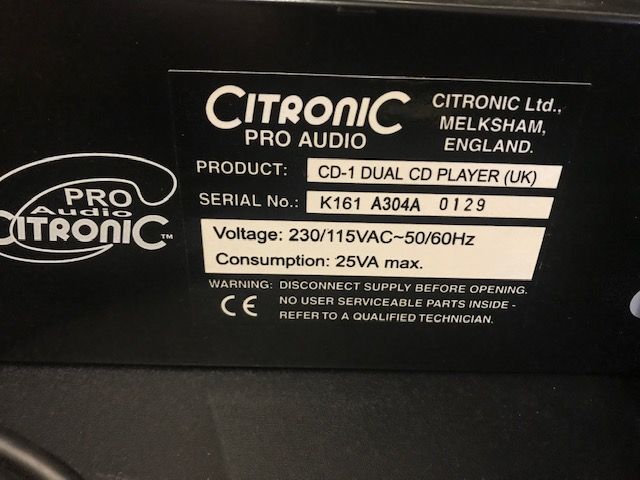 CITRONIC
PRO AUDIO
CITRONIC Ltd.,
MELKSHAM,
ENGLAND.
PRODUCT: CD-1 DUAL CD PLAYER (UK)
SERIAL No.: K161 A304A 0129
Voltage: 230/115VAC~50/60Hz
Consumption: 25VA max.
WARNING: DISCONNECT SUPPLY BEFORE OPENING.
NO USER SERVICEABLE PARTS INSIDE -
REFER TO A QUALIFIED TECHNICIAN.
CE
PRO
Audio
CITRONIC™